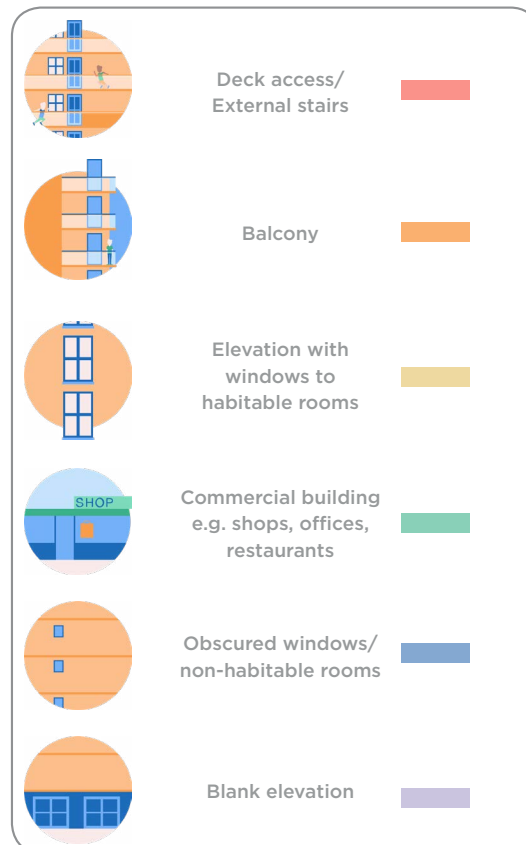 Deck access/
External stairs
Balcony
Elevation with
windows to
habitable rooms
SHOP
Commercial building
e.g. shops, offices,
restaurants
Obscured windows/
non-habitable rooms
Blank elevation